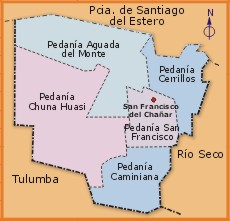 Pcia. de Santiago
del Estero
N
Pedanía Aguada
del Monte
Pedanía
Cerrillos
Pedanía
Chuna Huasi
San Francisco
del Chañar
Pedanía San
Francisco
Río Seco
Pedanía
Caminiana
Tulumba